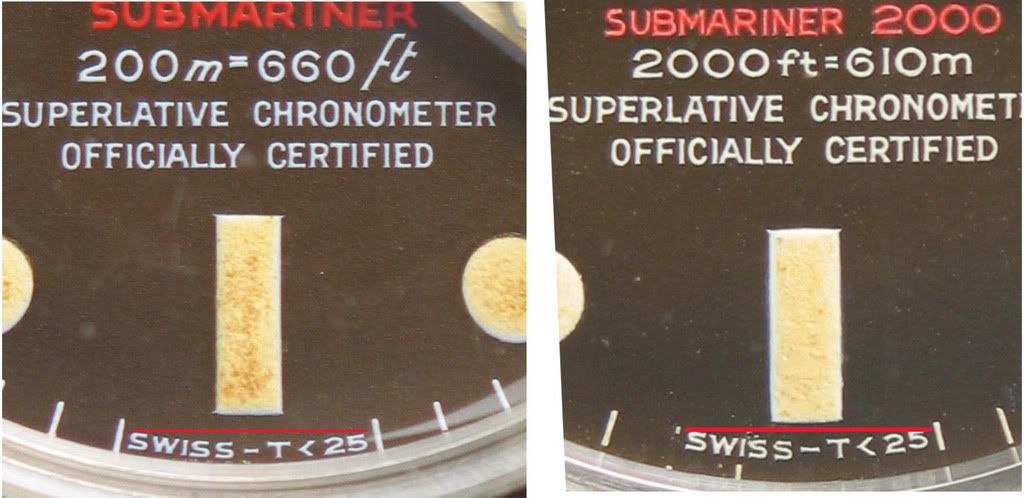 SUBMARINER
200m=660ft
SUPERLATIVE CHRONOMETER
OFFICIALLY CERTIFIED
SWISS-T<25
SUBMARINER 2000
2000ft=610m
SUPERLATIVE CHRONOMET
OFFICIALLY CERTIFIED
SWISS-T<25